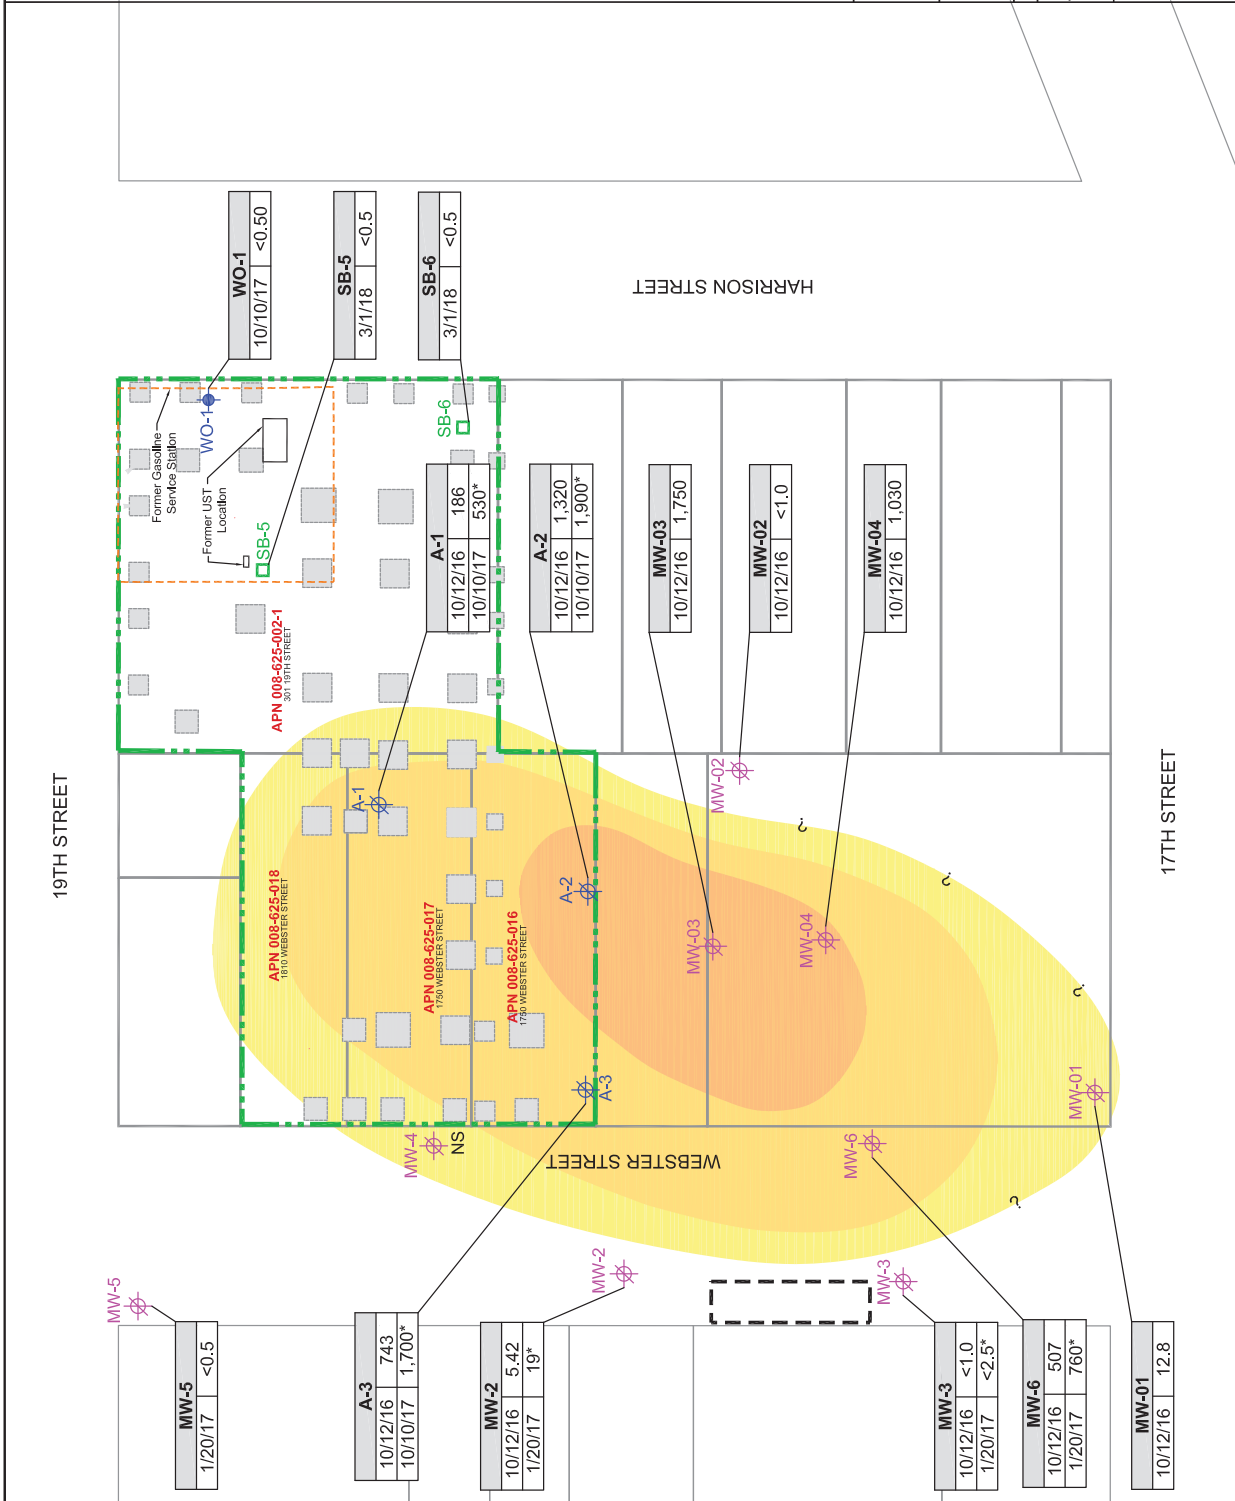 19TH STREET
17TH STREET
HARRISON STREET
WEBSTER STREET
WO-1
10/10/17 <0.50
SB-5
3/1/18 <0.5
SB-6
3/1/18 <0.5
Former Gasoline
Service Station
WO-1
Former UST
Location
SB-5
SB-6
APN 008-625-002-1
301 19TH STREET
A-1
10/12/16 186
10/10/17 530*
A-2
10/12/16 1,320
10/10/17 1,900*
MW-03
10/12/16 1,750
MW-02
10/12/16 <1.0
MW-04
10/12/16 1,030
A-1
MW-02
APN 008-625-018
1810 WEBSTER STREET
APN 008-625-017
1750 WEBSTER STREET
APN 008-625-016
1750 WEBSTER STREET
A-2
MW-03
MW-04
?
?
?
?
A-3
MW-01
MW-4
NS
MW-6
MW-5
MW-2
MW-3
MW-5
1/20/17 <0.5
A-3
10/12/16 743
10/10/17 1,700*
MW-2
10/12/16 5.42
1/20/17 19*
MW-3
10/12/16 <1.0
1/20/17 <2.5*
MW-6
10/12/16 507
1/20/17 760*
MW-01
10/12/16 12.8